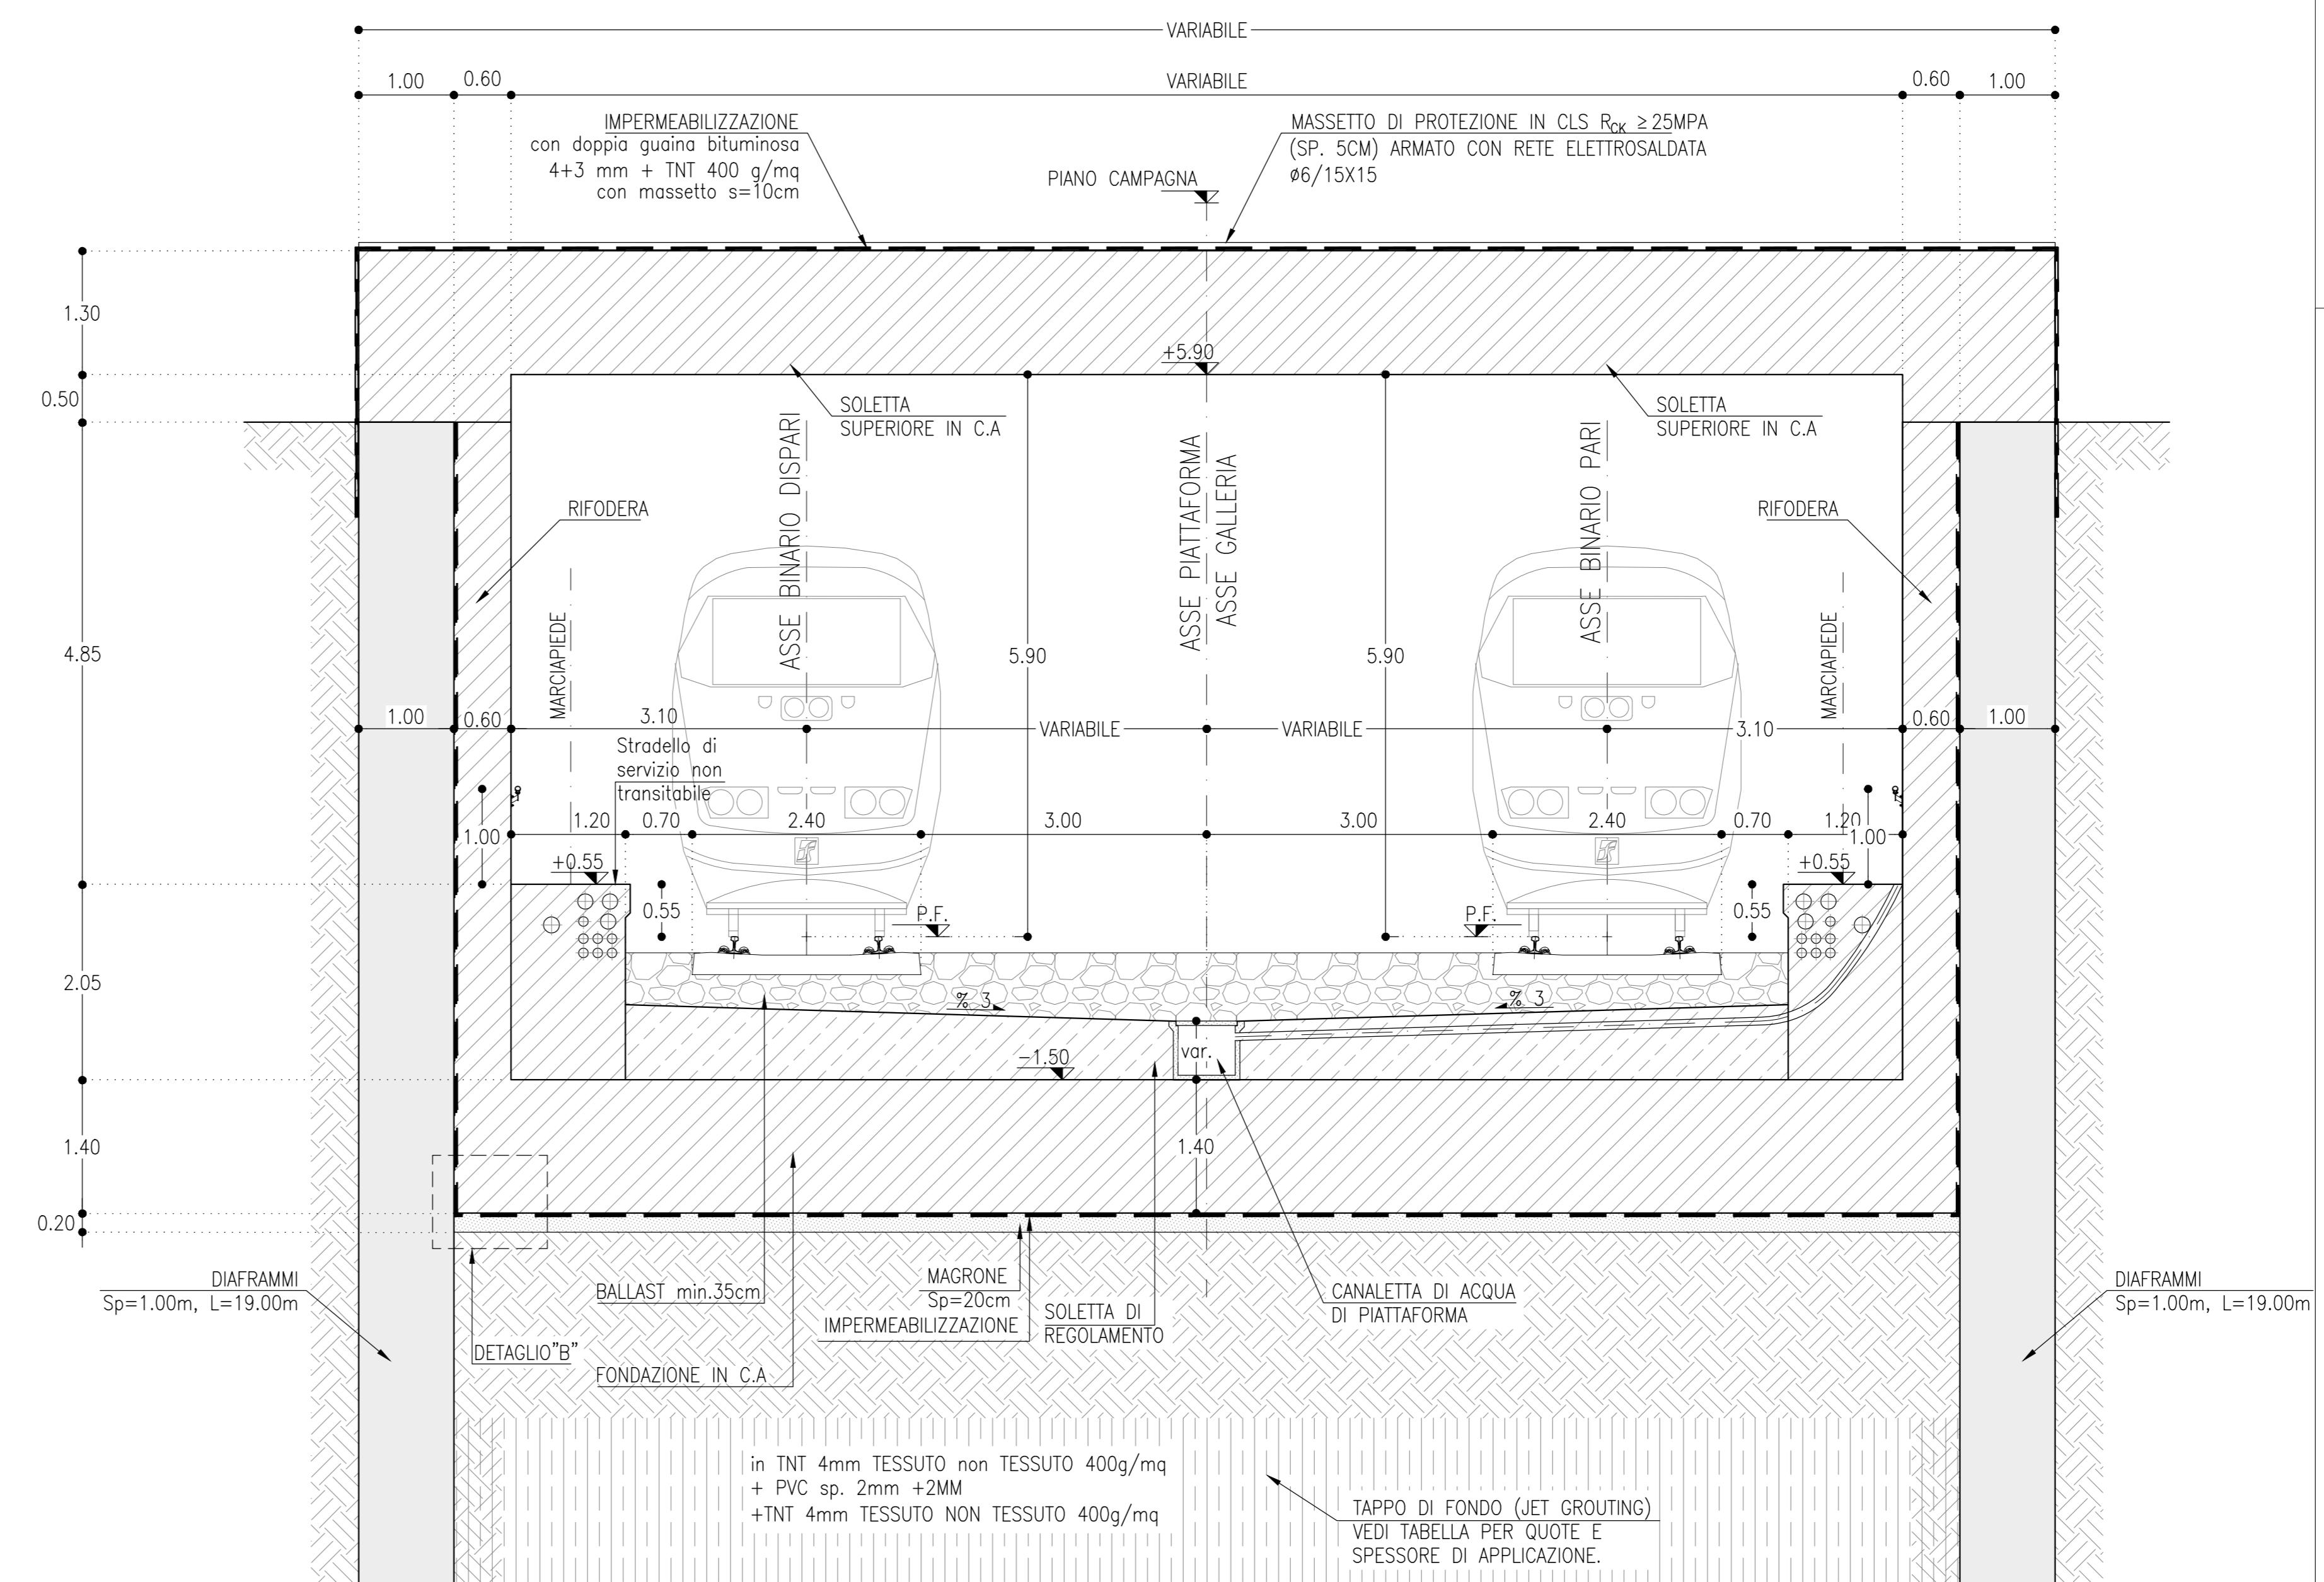 VARIABILE
1.00 0.60 VARIABILE 0.60 1.00
IMPERMEABILIZZAZIONE
con doppia guaina bituminosa
4+3 mm + TNT 400 g/mq
con massetto s=10cm
MASSETTO DI PROTEZIONE IN CLS RCK ≥25MPA
(SP. 5CM) ARMATO CON RETE ELETTROSALDATA
ø6/15X15
PIANO CAMPAGNA
1.30
+5.90
0.50
SOLETTA
SUPERIORE IN C.A
SOLETTA
SUPERIORE IN C.A
ASSE BINARIO DISPARI
ASSE PIATTAFORMA
ASSE GALLERIA
ASSE BINARIO PARI
RIFODERA
RIFODERA
MARCIAPIEDE
MARCIAPIEDE
4.85
5.90
5.90
1.00 0.60 3.10 VARIABILE VARIABILE 3.10 0.60 1.00
Stradello di
servizio non
transitabile
1.20 0.70 2.40 3.00 3.00 2.40 0.70 1.20
1.00
1.00
+0.55
+0.55
0.55
P.F.
P.F.
0.55
2.05
% 3
% 3
var.
-1.50
1.40
1.40
0.20
DIAFRAMMI
Sp=1.00m, L=19.00m
DETAGLIO"B"
BALLAST min.35cm
FONDAZIONE IN C.A
MAGRONE
Sp=20cm
IMPERMEABILIZZAZIONE
SOLETTA DI
REGOLAMENTO
CANALETTA DI ACQUA
DI PIATTAFORMA
DIAFRAMMI
Sp=1.00m, L=19.00m
in TNT 4mm TESSUTO non TESSUTO 400g/mq
+ PVC sp. 2mm +2MM
+TNT 4mm TESSUTO NON TESSUTO 400g/mq
TAPPO DI FONDO (JET GROUTING)
VEDI TABELLA PER QUOTE E
SPESSORE DI APPLICAZIONE.